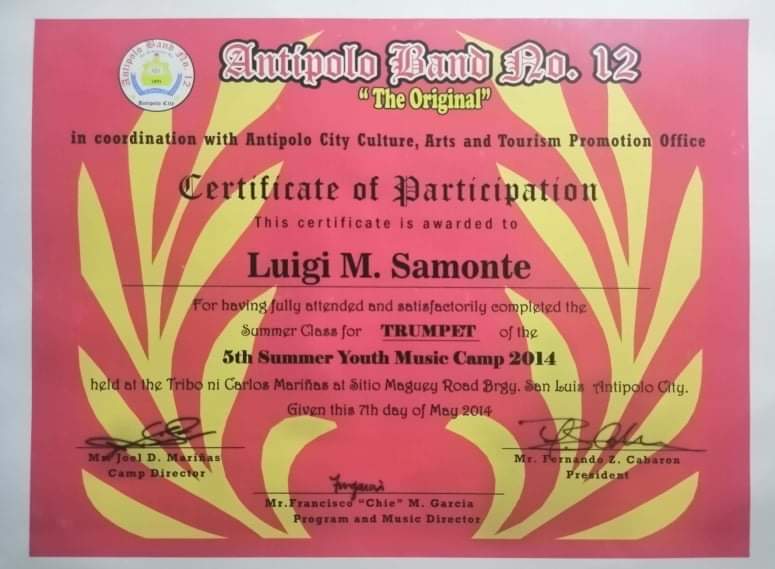 Antipolo Band No. 12
Antipolo City
Antipolo Band No. 12
"The Original"
in coordination with Antipolo City Culture, Arts and Tourism Promotion Office
Certificate of Participation
This certificate is awarded to
Luigi M. Samonte
For having fully attended and satisfactorily completed the
Summer Class for TRUMPET of the
5th Summer Youth Music Camp 2014
held at the Tribo ni Carlos Mariñas at Sitio Maguey Road Brgy. San Luis Antipolo City.
Given this 7th day of May 2014
Mr. Joel D. Mariñas
Camp Director
Mr. Fernando Z. Cabaron
President
Mr.Francisco "Chie" M. Garcia
Program and Music Director